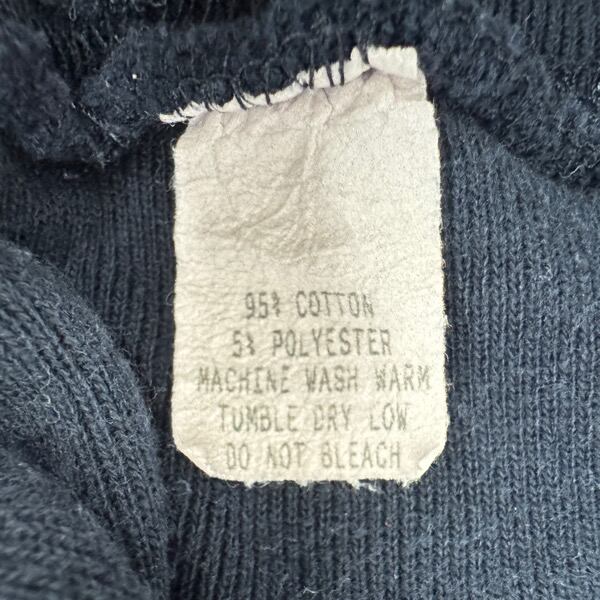 95% COTTON
5% POLYESTER
MACHINE WASH WARM
TUMBLE DRY LOW
DO NOT BLEACH